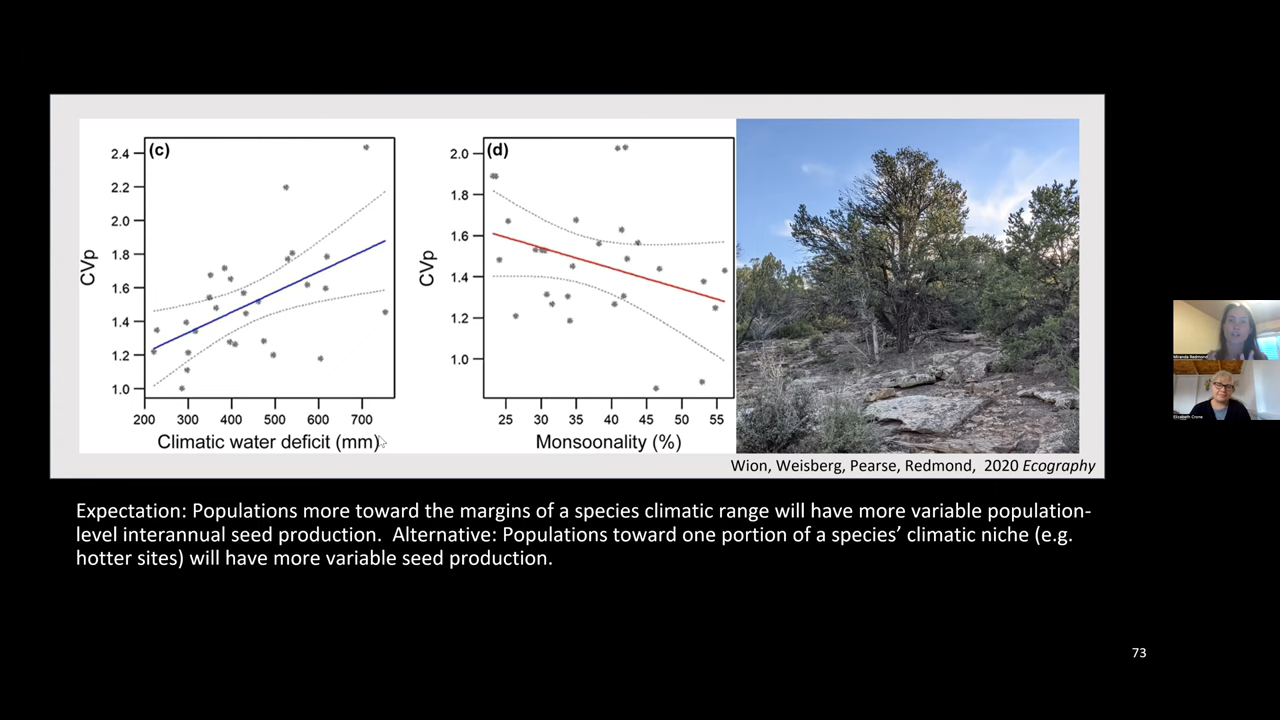 (c)
2.4
2.2
2.0
1.8
1.6
1.4
1.2
1.0
CVp
200 300 400 500 600 700
Climatic water deficit (mm)
(d)
2.0
1.8
1.6
1.4
1.2
1.0
CVp
25 30 35 40 45 50 55
Monsoonality (%)
Wion, Weisberg, Pearse, Redmond, 2020 Ecography
Expectation: Populations more toward the margins of a species climatic range will have more variable population-
level interannual seed production. Alternative: Populations toward one portion of a species’ climatic niche (e.g.
hotter sites) will have more variable seed production.
73
Miranda Redmond
Elizabeth Crone